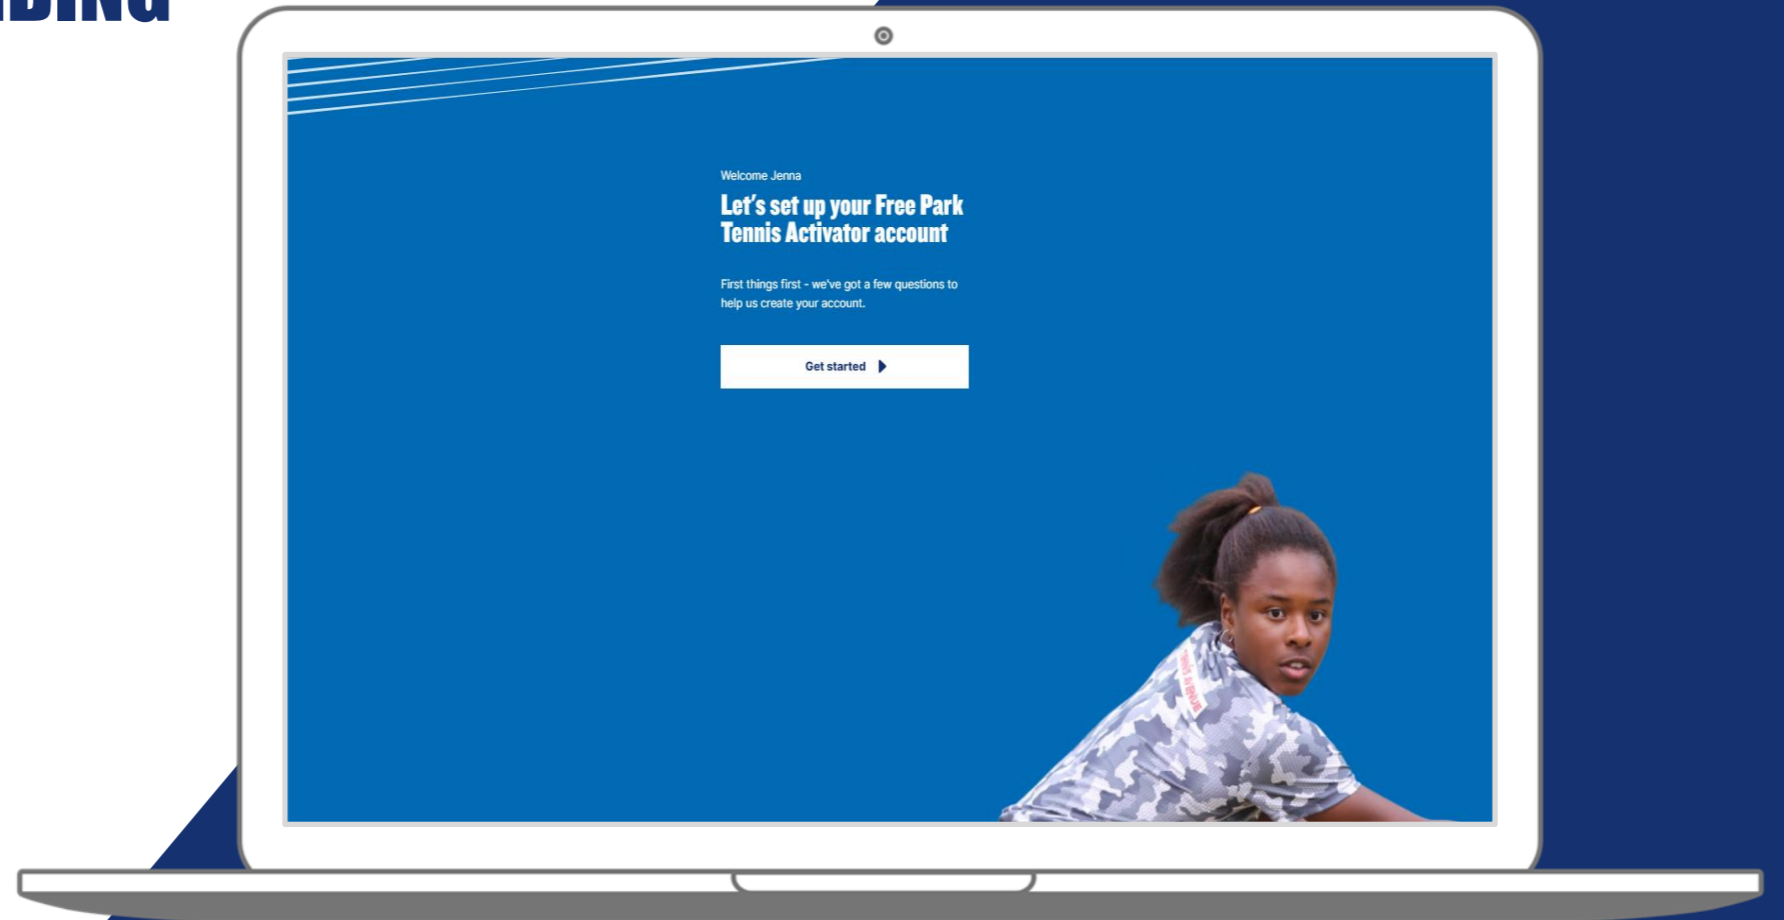 Welcome Jenna
Let's set up your Free Park
Tennis Activator account
First things first - we've got a few questions to
help us create your account.
Get started